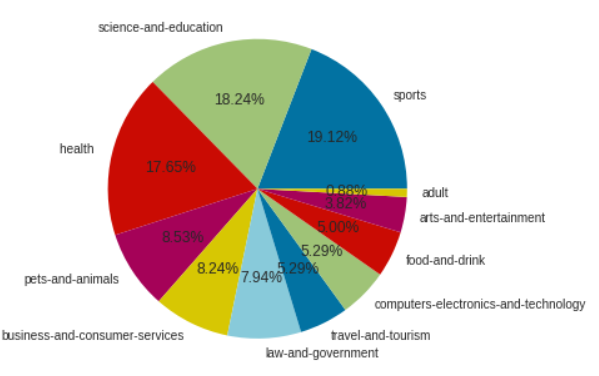 science-and-education
18.24%
sports
19.12%
health
17.65%
adult
0.88%
arts-and-entertainment
3.82%
food-and-drink
5.00%
computers-electronics-and-technology
5.29%
travel-and-tourism
5.29%
law-and-government
7.94%
business-and-consumer-services
8.24%
pets-and-animals
8.53%